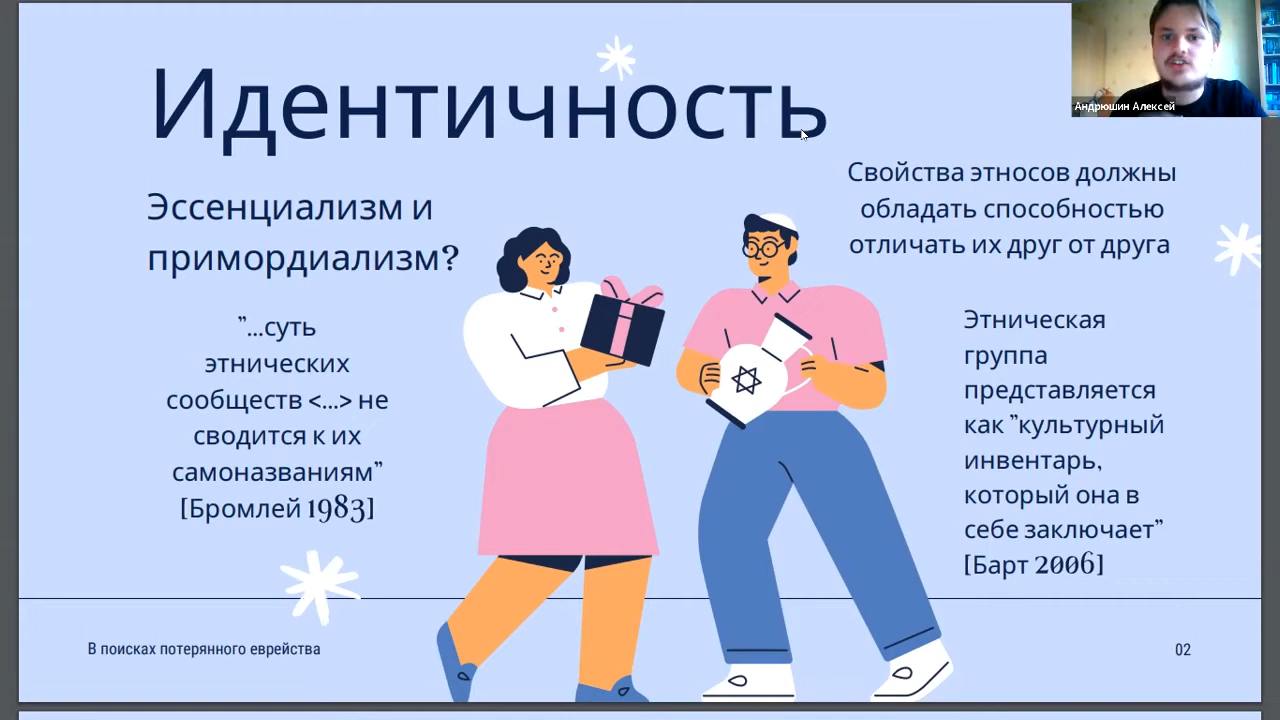 Идентичность
Андрюшин Алексей
Эссенциализм и
примордиализм?
Свойства этносов должны
обладать способностью
отличать их друг от друга
"...суть
этнических
сообществ <...> не
сводится к их
самоназваниям"
[Бромлей 1983]
Этническая
группа
представляется
как "культурный
инвентарь,
который она в
себе заключает"
[Барт 2006]
В поисках потерянного еврейства
02